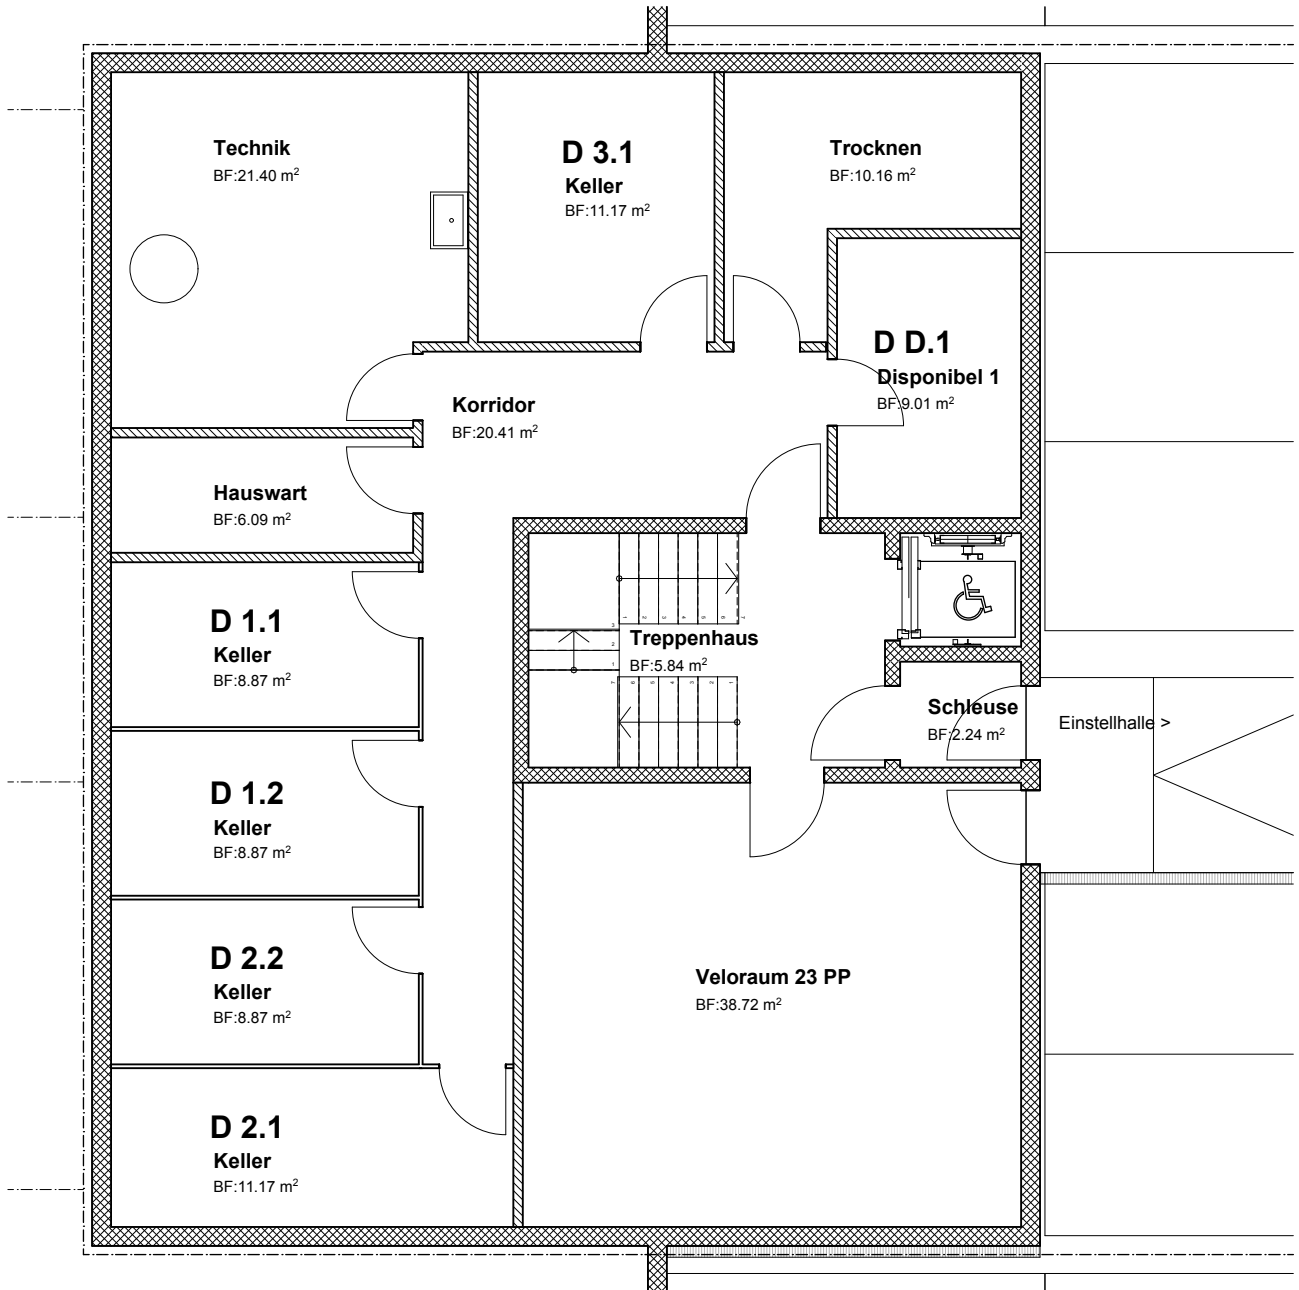 Technik
BF:21.40 m²
D 3.1
Keller
BF:11.17 m²
Trocknen
BF:10.16 m²
D D.1
Disponibel 1
BF:9.01 m²
Korridor
BF:20.41 m²
Hauswart
BF:6.09 m²
D 1.1
Keller
BF:8.87 m²
Treppenhaus
BF:5.84 m²
Schleuse
BF:2.24 m²
Einstellhalle >
D 1.2
Keller
BF:8.87 m²
D 2.2
Keller
BF:8.87 m²
Veloraum 23 PP
BF:38.72 m²
D 2.1
Keller
BF:11.17 m²